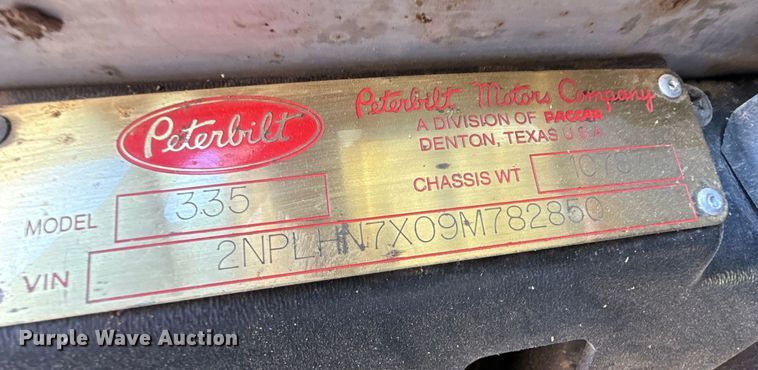 Peterbilt
Peterbilt Motors Company
A DIVISION OF PACCAR
DENTON, TEXAS U.S.A.
MODEL 335
CHASSIS WT
VIN 2NPLHN7X09M782850
Purple Wave Auction